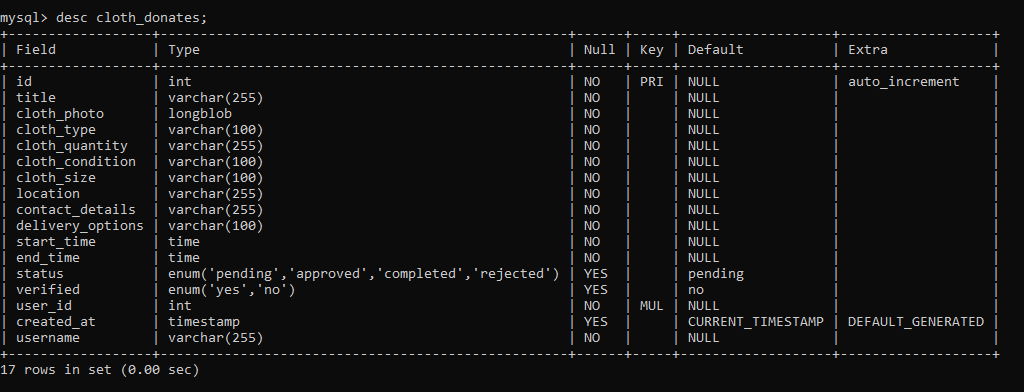 mysql> desc cloth_donates;
+------------------+--------------------------------------------------+------+-----+-------------------+-------------------+
| Field            | Type                                             | Null | Key | Default           | Extra             |
+------------------+--------------------------------------------------+------+-----+-------------------+-------------------+
| id               | int                                              | NO   | PRI | NULL              | auto_increment    |
| title            | varchar(255)                                     | NO   |     | NULL              |                   |
| cloth_photo      | longblob                                         | NO   |     | NULL              |                   |
| cloth_type       | varchar(100)                                     | NO   |     | NULL              |                   |
| cloth_quantity   | varchar(255)                                     | NO   |     | NULL              |                   |
| cloth_condition  | varchar(100)                                     | NO   |     | NULL              |                   |
| cloth_size       | varchar(100)                                     | NO   |     | NULL              |                   |
| location         | varchar(255)                                     | NO   |     | NULL              |                   |
| contact_details  | varchar(255)                                     | NO   |     | NULL              |                   |
| delivery_options | varchar(100)                                     | NO   |     | NULL              |                   |
| start_time       | time                                             | NO   |     | NULL              |                   |
| end_time         | time                                             | NO   |     | NULL              |                   |
| status           | enum('pending','approved','completed','rejected') | YES  |     | pending           |                   |
| verified         | enum('yes','no')                                 | YES  |     | no                |                   |
| user_id          | int                                              | NO   | MUL | NULL              |                   |
| created_at       | timestamp                                        | YES  |     | CURRENT_TIMESTAMP | DEFAULT_GENERATED |
| username         | varchar(255)                                     | NO   |     | NULL              |                   |
+------------------+--------------------------------------------------+------+-----+-------------------+-------------------+
17 rows in set (0.00 sec)